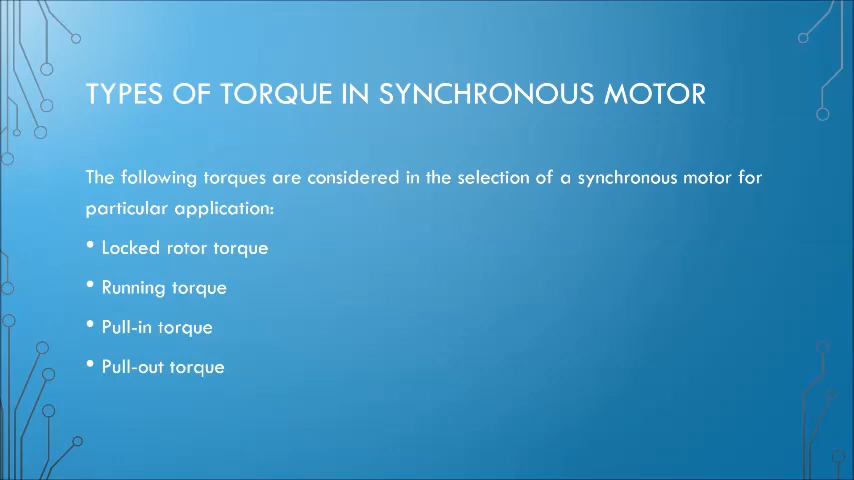 TYPES OF TORQUE IN SYNCHRONOUS MOTOR
The following torques are considered in the selection of a synchronous motor for
particular application:
• Locked rotor torque
• Running torque
• Pull-in torque
• Pull-out torque